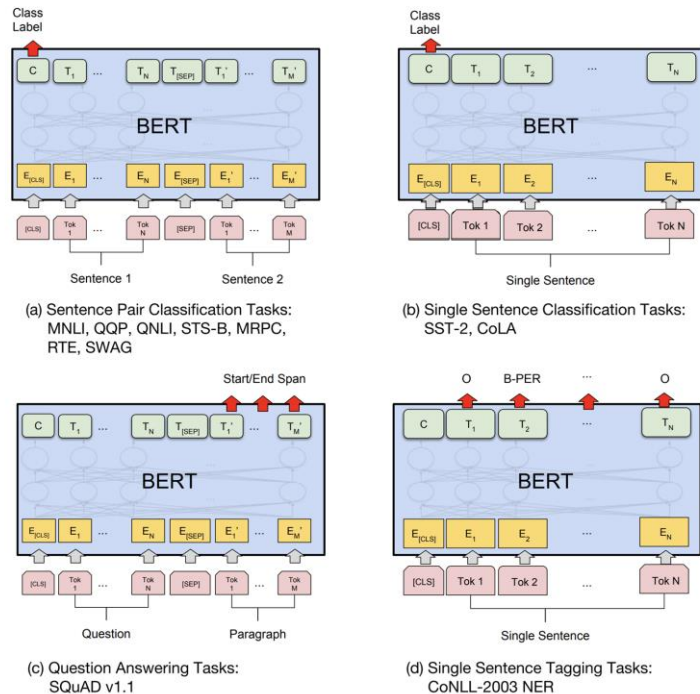 Class
Label
C T1 ... TN T[SEP] T1' ... TM'
BERT
E[CLS] E1 EN E[SEP] E1' ... EM'
[CLS] Tok 1 ... Tok N [SEP] Tok 1 ... Tok M
Sentence 1 Sentence 2
(a) Sentence Pair Classification Tasks:
MNLI, QQP, QNLI, STS-B, MRPC,
RTE, SWAG
Class
Label
C T1 T2 ... TN
BERT
E[CLS] E1 E2 ... EN
[CLS] Tok 1 Tok 2 ... Tok N
Single Sentence
(b) Single Sentence Classification Tasks:
SST-2, CoLA
Start/End Span
...
C T1 ... TN T[SEP] T1' ... TM'
BERT
E[CLS] E1 ... EN E[SEP] E1' ... EM'
[CLS] Tok 1 ... Tok N [SEP] Tok 1 ... Tok M
Question Paragraph
(c) Question Answering Tasks:
SQuAD v1.1
O B-PER ... O
C T1 T2 ... TN
BERT
E[CLS] E1 E2 ... EN
[CLS] Tok 1 Tok 2 ... Tok N
Single Sentence
(d) Single Sentence Tagging Tasks:
CoNLL-2003 NER